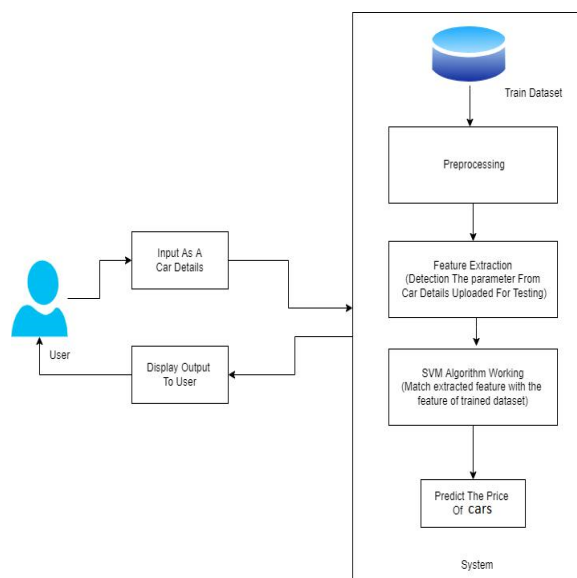 Train Dataset
Preprocessing
Input As A
Car Details
Feature Extraction
(Detection The parameter From
Car Details Uploaded For Testing)
User
Display Output
To User
SVM Algorithm Working
(Match extracted feature with the
feature of trained dataset)
Predict The Price
Of cars
System